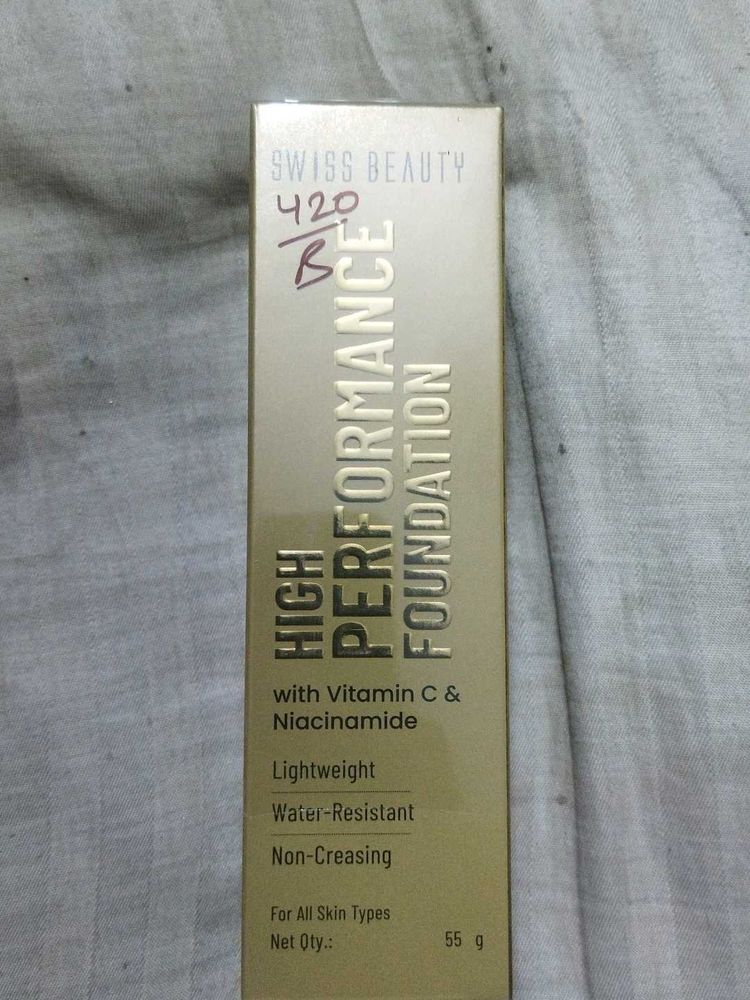 SWISS BEAUTY
420
B
HIGH
PERFORMANCE
FOUNDATION
with Vitamin C &
Niacinamide
Lightweight
Water-Resistant
Non-Creasing
For All Skin Types
Net Qty.: 55 g